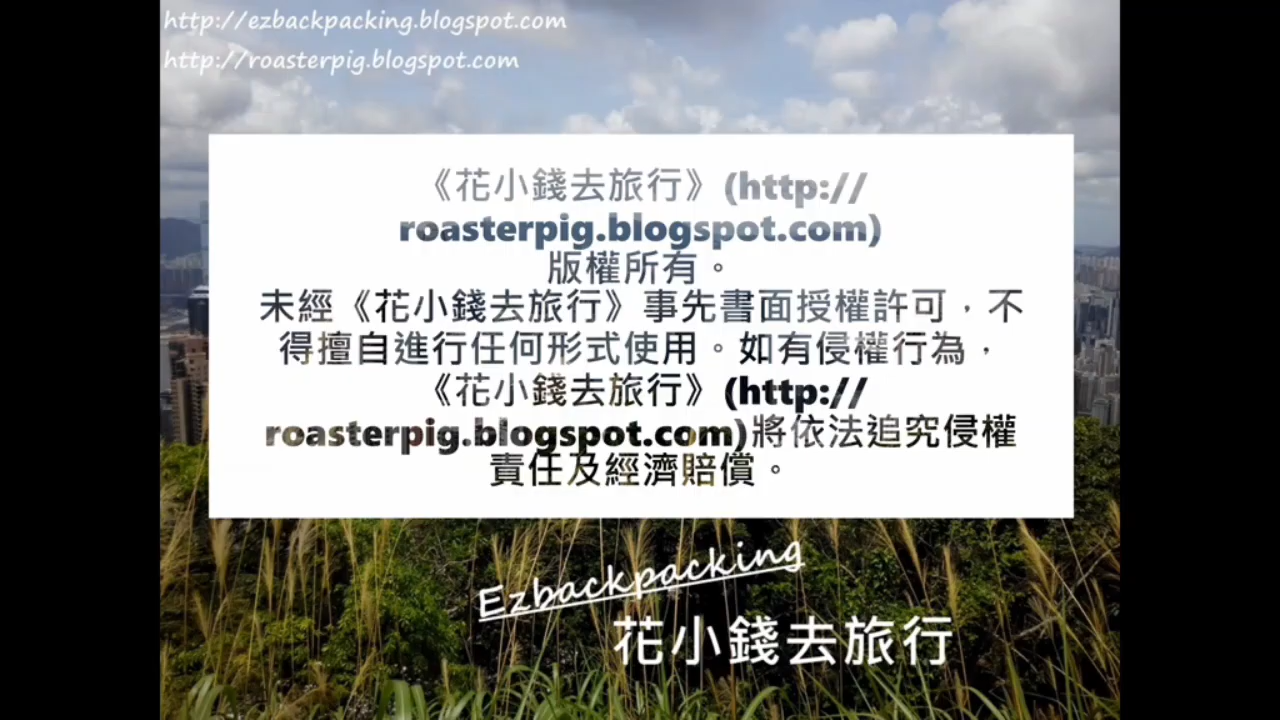 http://ezbackpacking.blogspot.com
http://roasterpig.blogspot.com
《花小錢去旅行》(http://
roasterpig.blogspot.com)
版權所有。
未經《花小錢去旅行》事先書面授權許可，不
得擅自進行任何形式使用。如有侵權行為，
《花小錢去旅行》(http://
roasterpig.blogspot.com)將依法追究侵權
責任及經濟賠償。
Ezbackpacking
花小錢去旅行